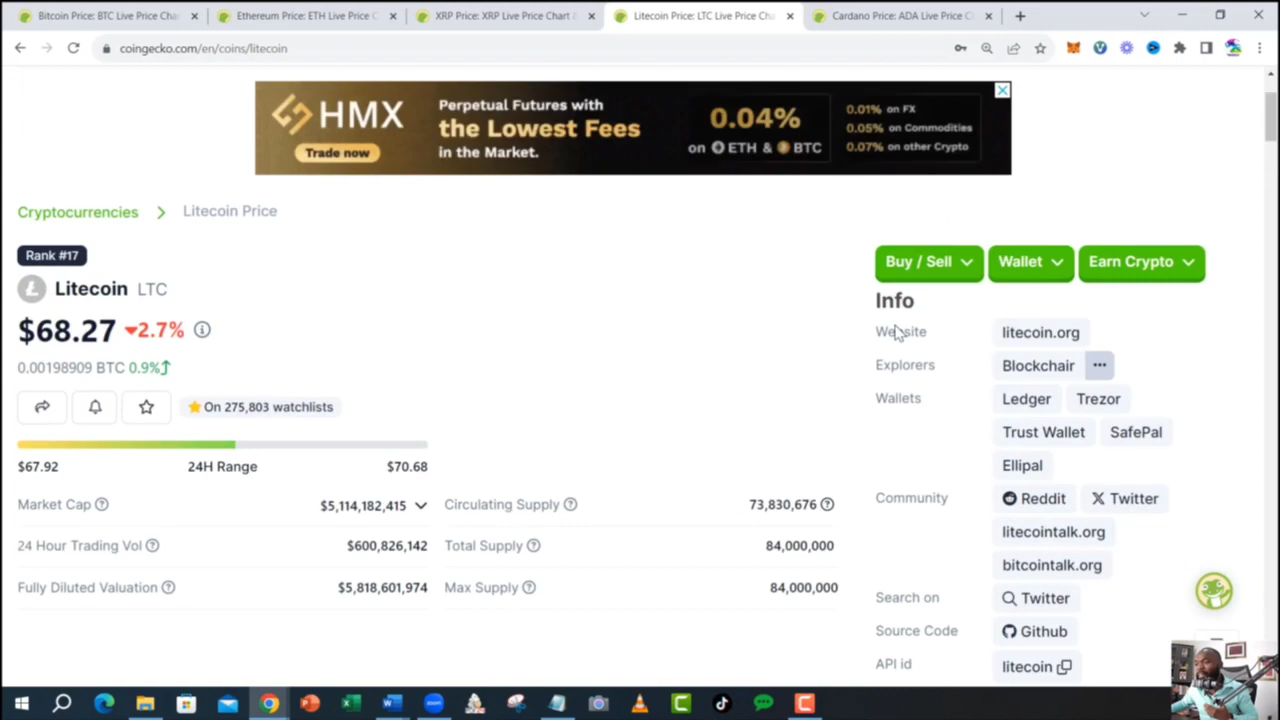 Bitcoin Price: BTC Live Price Cha
Ethereum Price: ETH Live Price C
XRP Price: XRP Live Price Chart &
Litecoin Price: LTC Live Price Cha
Cardano Price: ADA Live Price C
coingecko.com/en/coins/litecoin
HMX
Trade now
Perpetual Futures with
the Lowest Fees
in the Market.
0.04%
on ETH & BTC
0.01% on FX
0.05% on Commodities
0.07% on other Crypto
Cryptocurrencies > Litecoin Price
Rank #17
Litecoin LTC
$68.27 2.7%
0.00198909 BTC 0.9%
On 275,803 watchlists
$67.92 24H Range $70.68
Market Cap $5,114,182,415
24 Hour Trading Vol $600,826,142
Fully Diluted Valuation $5,818,601,974
Circulating Supply 73,830,676
Total Supply 84,000,000
Max Supply 84,000,000
Buy / Sell Wallet Earn Crypto
Info
Website litecoin.org
Explorers Blockchair ...
Wallets Ledger Trezor
Trust Wallet SafePal
Ellipal
Community Reddit X Twitter
litecointalk.org
bitcointalk.org
Search on Twitter
Source Code Github
API id litecoin